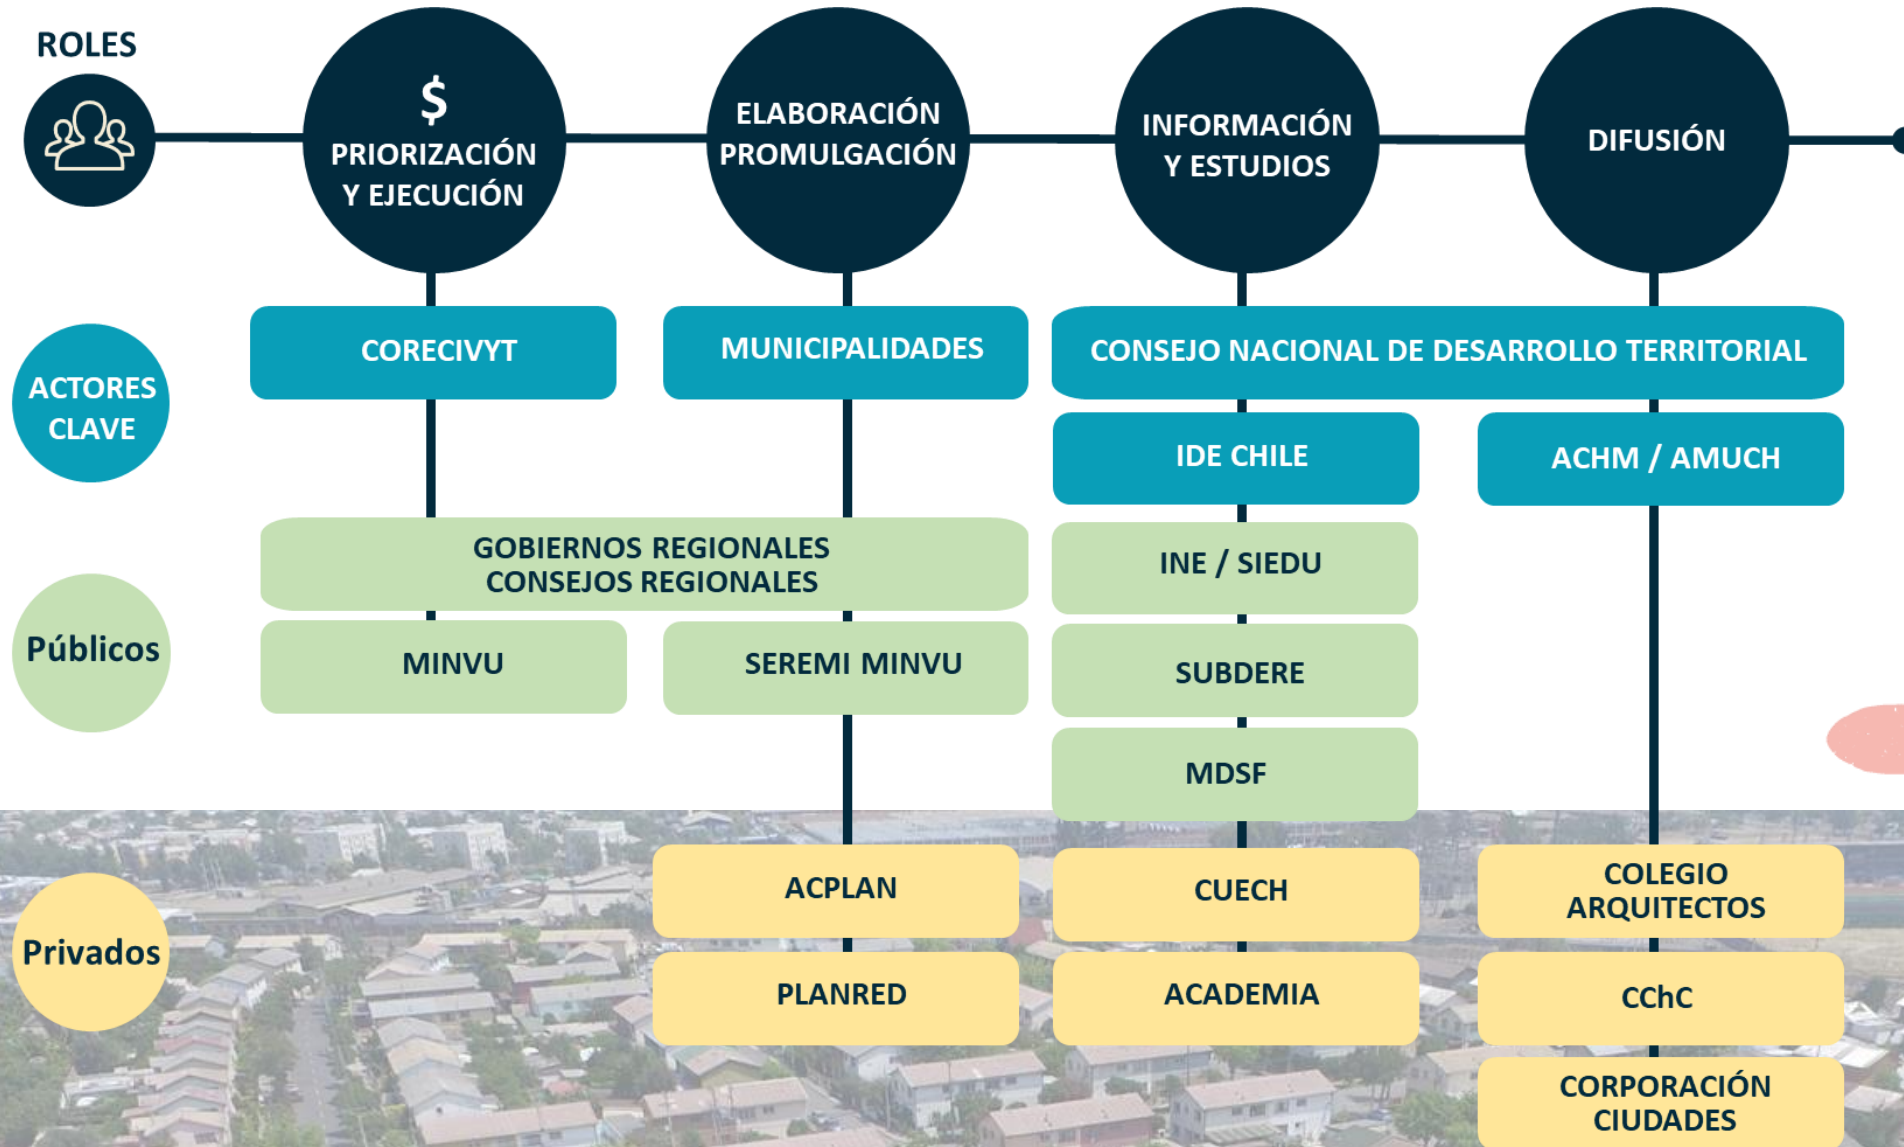 ROLES
$
PRIORIZACIÓN
Y EJECUCIÓN
ELABORACIÓN
PROMULGACIÓN
INFORMACIÓN
Y ESTUDIOS
DIFUSIÓN
ACTORES
CLAVE
CORECIVYT
MUNICIPALIDADES
CONSEJO NACIONAL DE DESARROLLO TERRITORIAL
IDE CHILE
ACHM / AMUCH
Públicos
GOBIERNOS REGIONALES
CONSEJOS REGIONALES
INE / SIEDU
MINVU
SEREMI MINVU
SUBDERE
MDSF
Privados
ACPLAN
CUECH
COLEGIO
ARQUITECTOS
PLANRED
ACADEMIA
CChC
CORPORACIÓN
CIUDADES